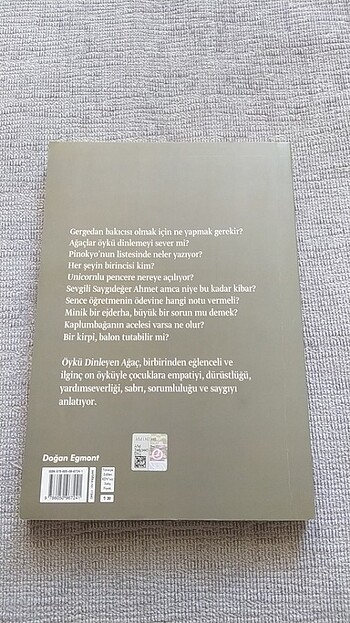 Gergedan bakıcısı olmak için ne yapmak gerekir?
Ağaçlar öykü dinlemeyi sever mi?
Pinokyo'nun listesinde neler yazıyor?
Her şeyin birincisi kim?
Unicornlu pencere nereye açılıyor?
Sevgili Saygıdeğer Ahmet amca niye bu kadar kibar?
Sence öğretmenin ödevine hangi notu vermeli?
Minik bir ejderha, büyük bir sorun mu demek?
Kaplumbağanın acelesi varsa ne olur?
Bir kirpi, balon tutabilir mi?
Öykü Dinleyen Ağaç, birbirinden eğlenceli ve
ilginç on öyküyle çocuklara empatiyi, dürüstlüğü,
yardımseverliği, sabrı, sorumluluğu ve saygıyı
anlatıyor.
Doğan Egmont